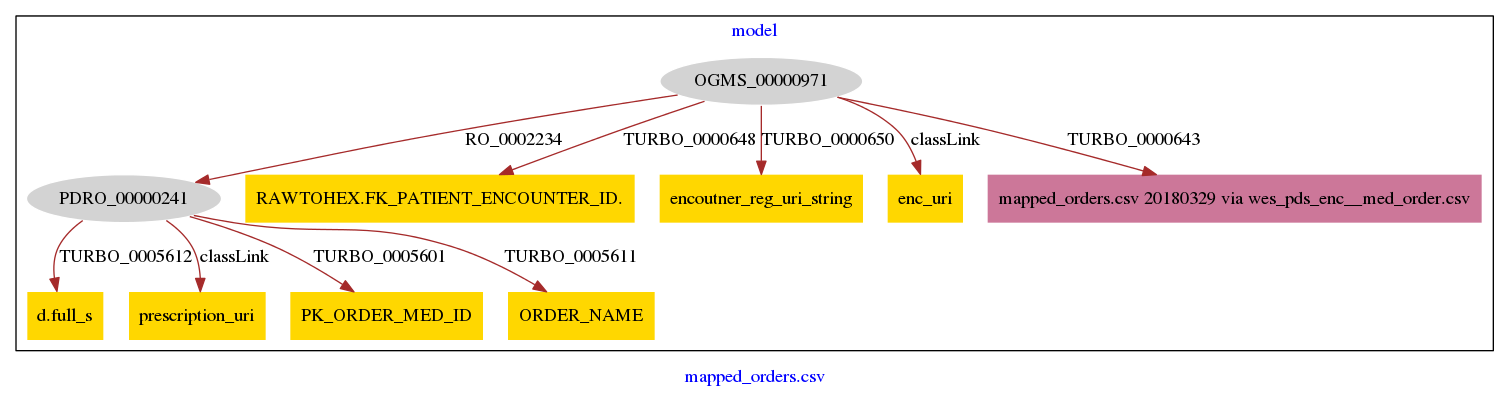 model
OGMS_00000971
RO_0002234
TURBO_0000648
TURBO_0000650
classLink
TURBO_0000643
PDRO_00000241
RAWTOHEX.FK_PATIENT_ENCOUNTER_ID.
encoutner_reg_uri_string
enc_uri
mapped_orders.csv 20180329 via wes_pds_enc__med_order.csv
TURBO_0005612
classLink
TURBO_0005601
TURBO_0005611
d.full_s
prescription_uri
PK_ORDER_MED_ID
ORDER_NAME
mapped_orders.csv